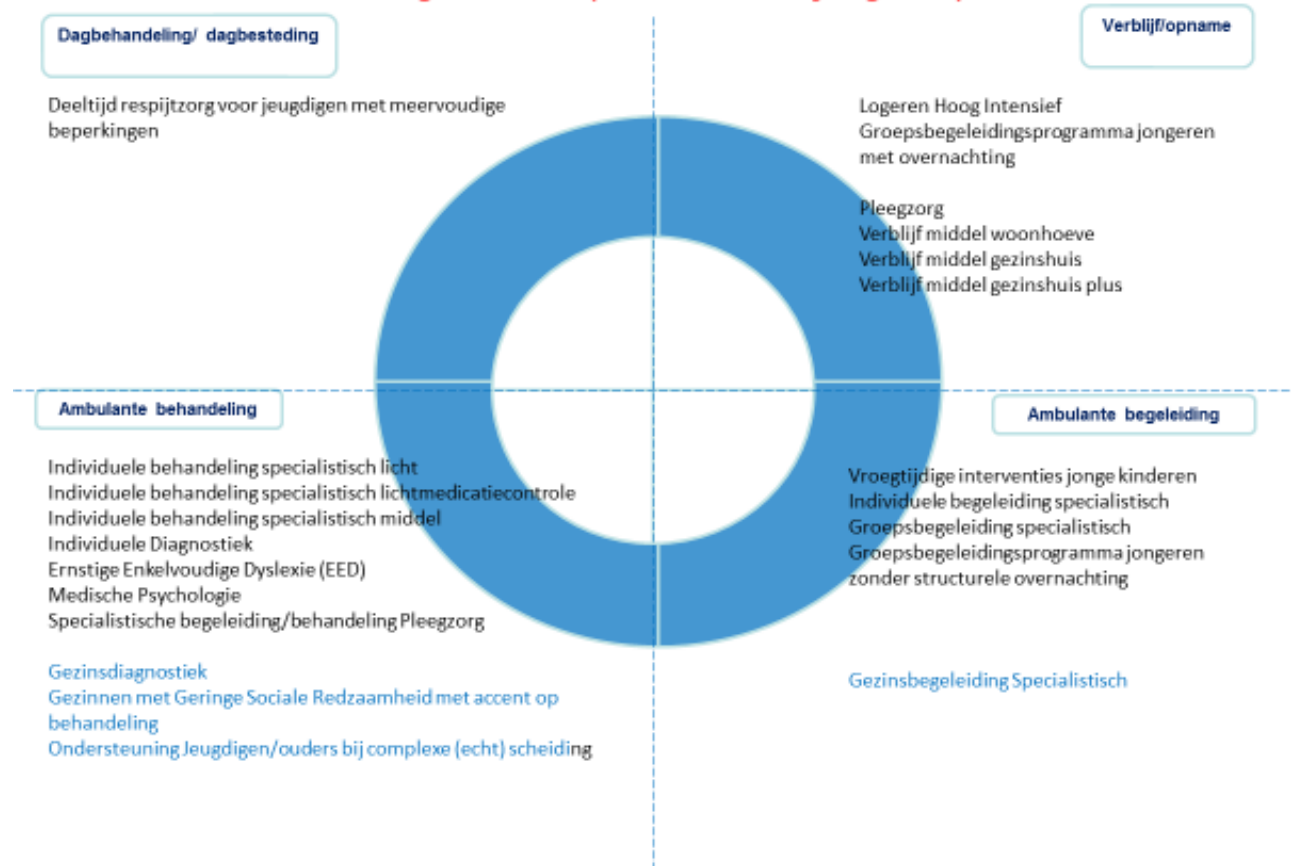 Dagbehandeling/ dagbesteding
Deeltijd respijtzorg voor jeugdigen met meervoudige
beperkingen
Verblijf/opname
Logeren Hoog Intensief
Groepsbegeleidingsprogramma jongeren
met overnachting
Pleegzorg
Verblijf middel woonhoeve
Verblijf middel gezinshuis
Verblijf middel gezinshuis plus
Ambulante behandeling
Individuele behandeling specialistisch licht
Individuele behandeling specialistisch lichtmedicatiecontrole
Individuele behandeling specialistisch middel
Individuele Diagnostiek
Ernstige Enkelvoudige Dyslexie (EED)
Medische Psychologie
Specialistische begeleiding/behandeling Pleegzorg
Gezinsdiagnostiek
Gezinnen met Geringe Sociale Redzaamheid met accent op
behandeling
Ondersteuning Jeugdigen/ouders bij complexe (echt) scheiding
Ambulante begeleiding
Vroegtijdige interventies jonge kinderen
Individuele begeleiding specialistisch
Groepsbegeleiding specialistisch
Groepsbegeleidingsprogramma jongeren
zonder structurele overnachting
Gezinsbegeleiding Specialistisch